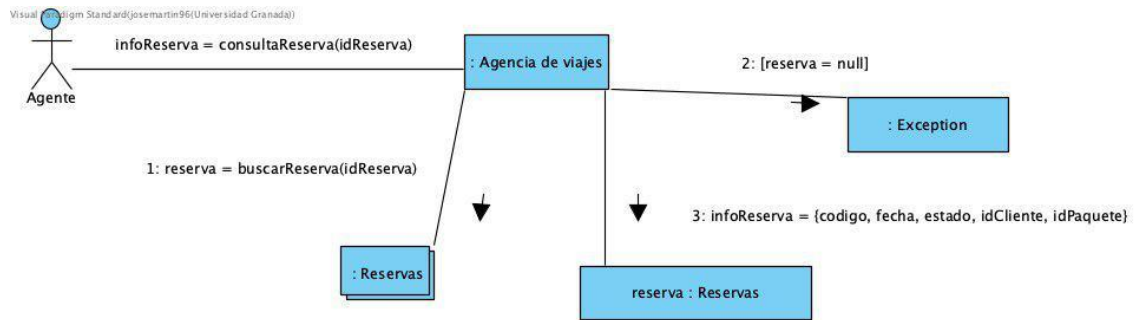 Visual Paradigm Standard(josemartin96(Universidad Granada))
infoReserva = consultaReserva(idReserva)
: Agencia de viajes
2: [reserva = null]
Agente
: Exception
1: reserva = buscarReserva(idReserva)
3: infoReserva = {codigo, fecha, estado, idCliente, idPaquete}
: Reservas
reserva : Reservas